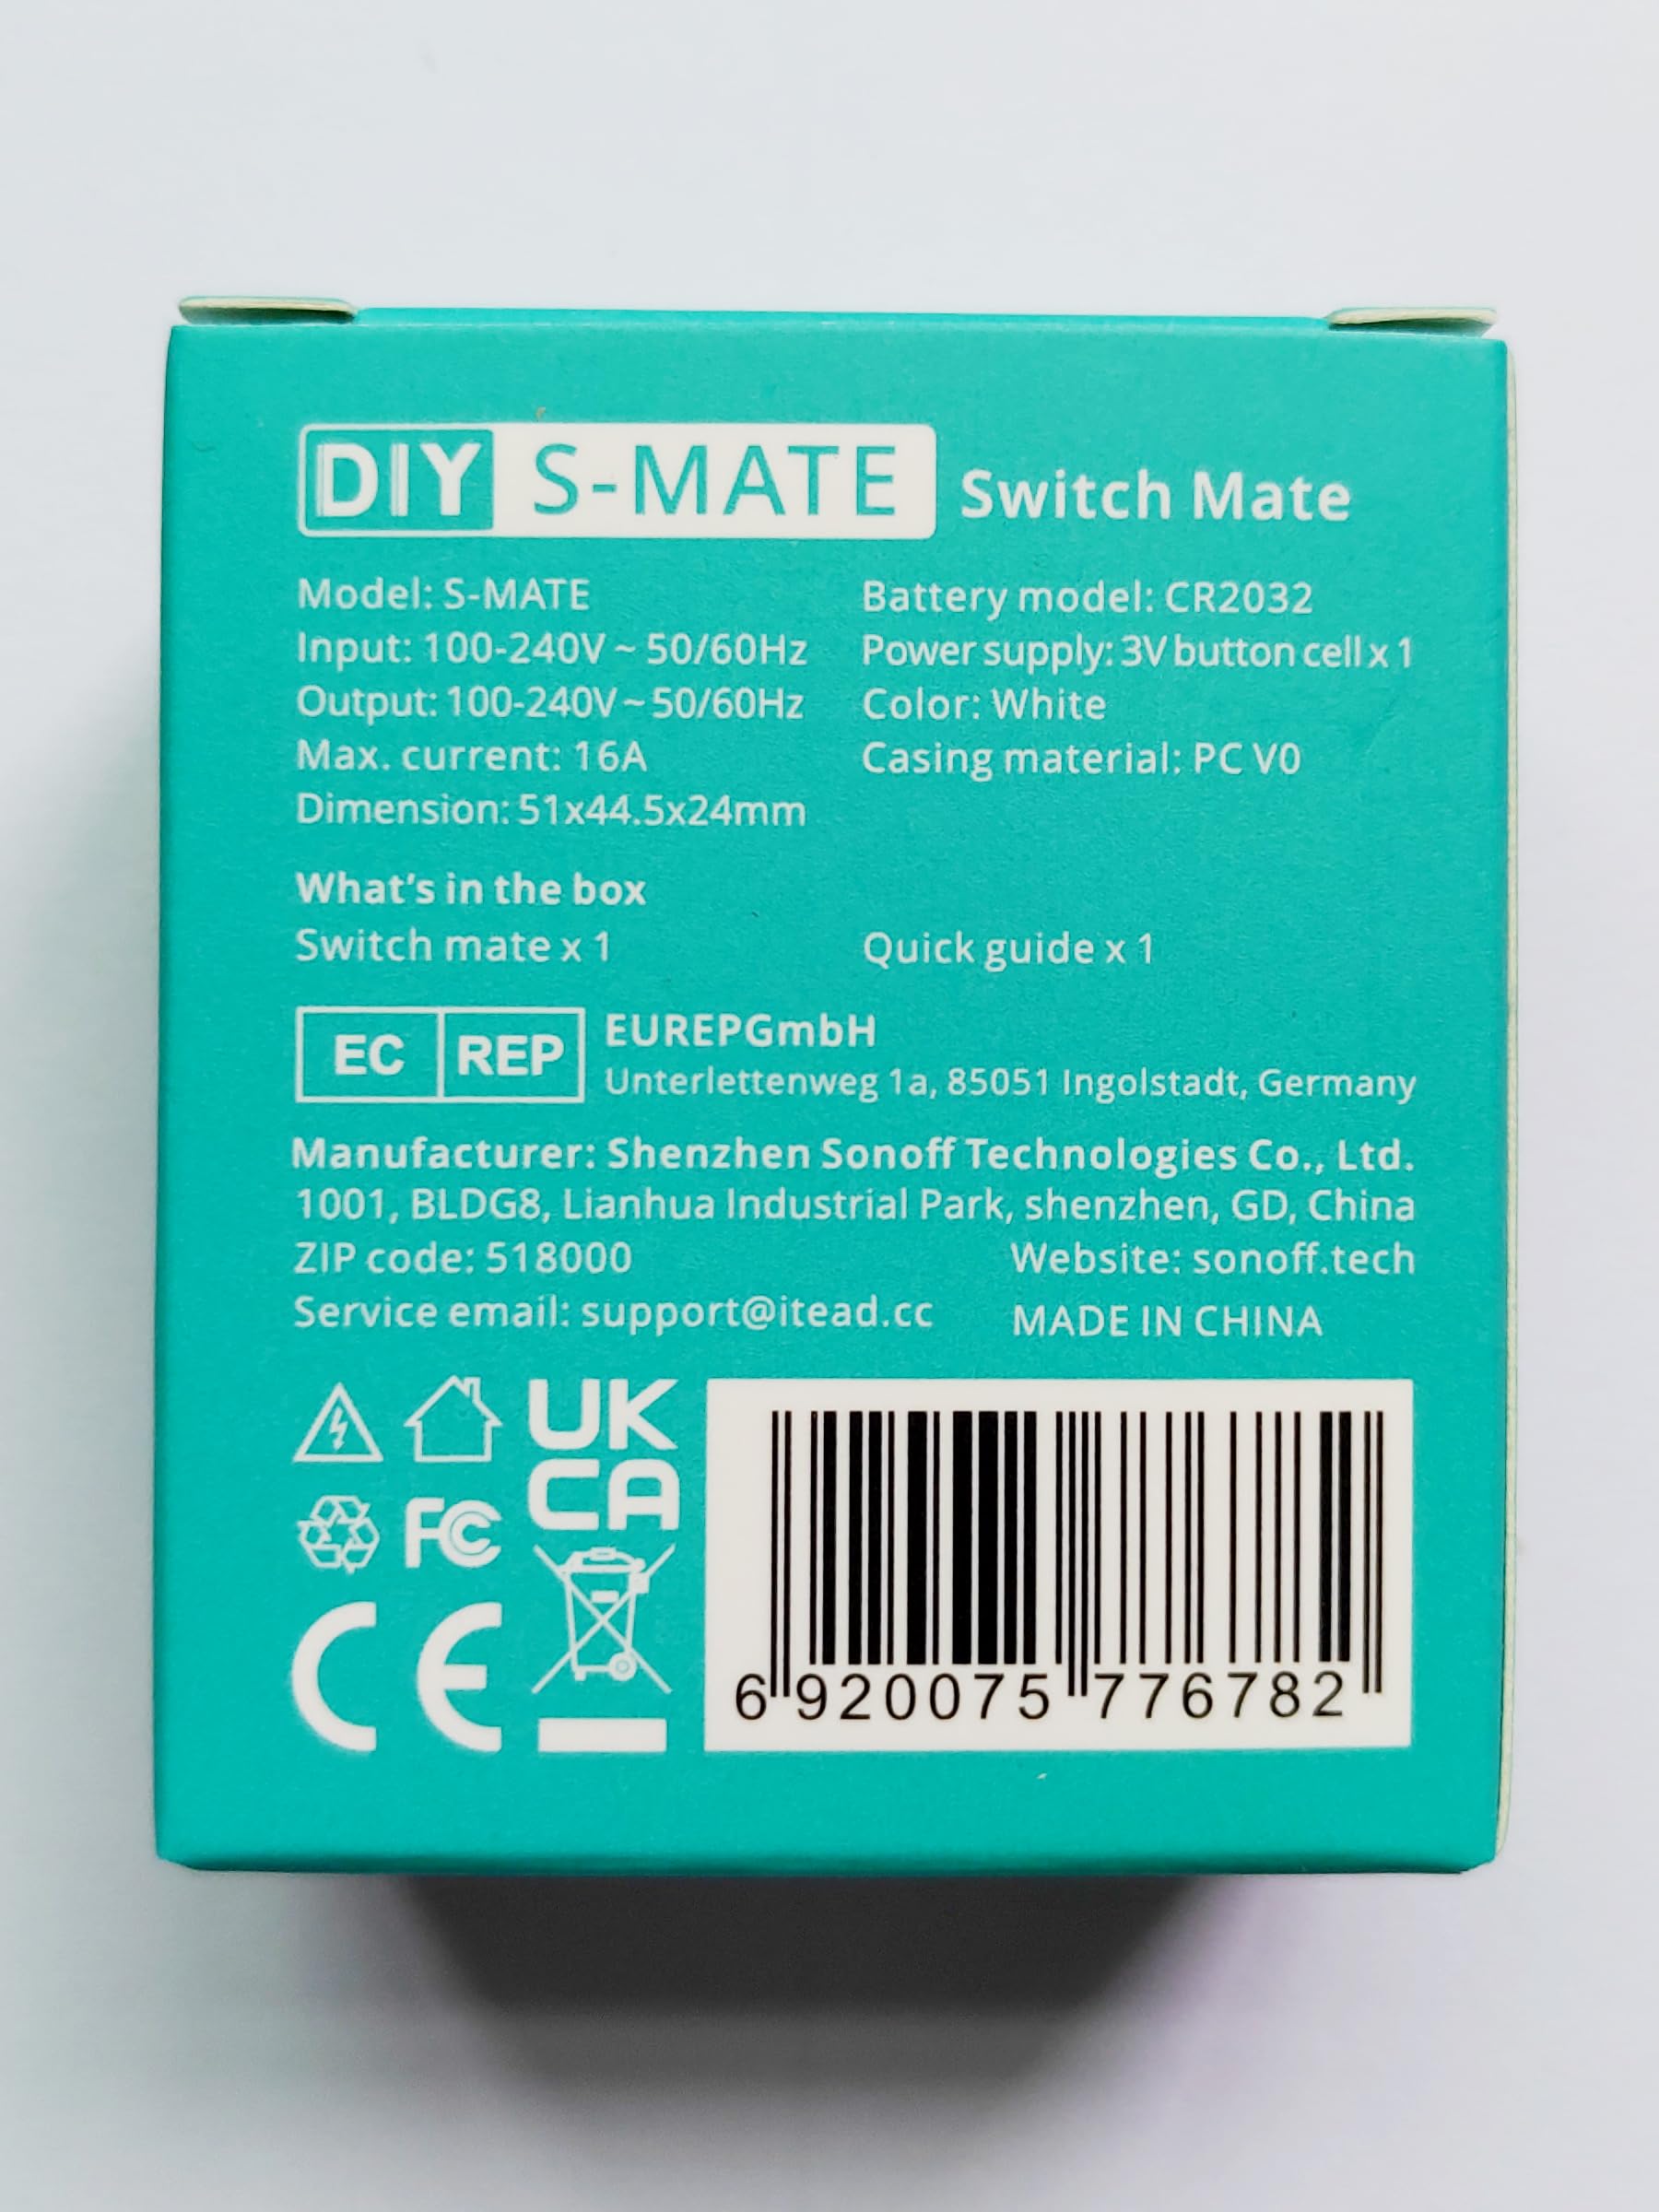 DIY S-MATE Switch Mate
Model: S-MATE Battery model: CR2032
Input: 100-240V ~ 50/60Hz Power supply: 3V button cell x 1
Output: 100-240V ~ 50/60Hz Color: White
Max. current: 16A Casing material: PC V0
Dimension: 51x44.5x24mm
What's in the box
Switch mate x 1 Quick guide x 1
EC REP EUREPGmbH
Unterlettenweg 1a, 85051 Ingolstadt, Germany
Manufacturer: Shenzhen Sonoff Technologies Co., Ltd.
1001, BLDG8, Lianhua Industrial Park, shenzhen, GD, China
ZIP code: 518000 Website: sonoff.tech
Service email: support@itead.cc MADE IN CHINA
UK
CA
FC
CE
6 920075 776782